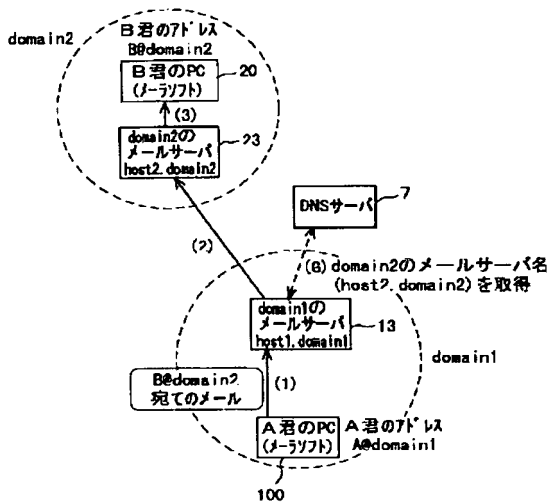 domain2
B君のアドレス
B@domain2
B君のPC
(メーラソフト)
20
(3)
domain2の
メールサーバ
host2.domain2
23
DNSサーバ
7
(2)
(6)
domain2のメールサーバ名
(host2.domain2)を取得
domain1の
メールサーバ
host1.domain1
13
domain1
B@domain2
宛てのメール
(1)
A君のPC
(メーラソフト)
A君のアドレス
A@domain1
100